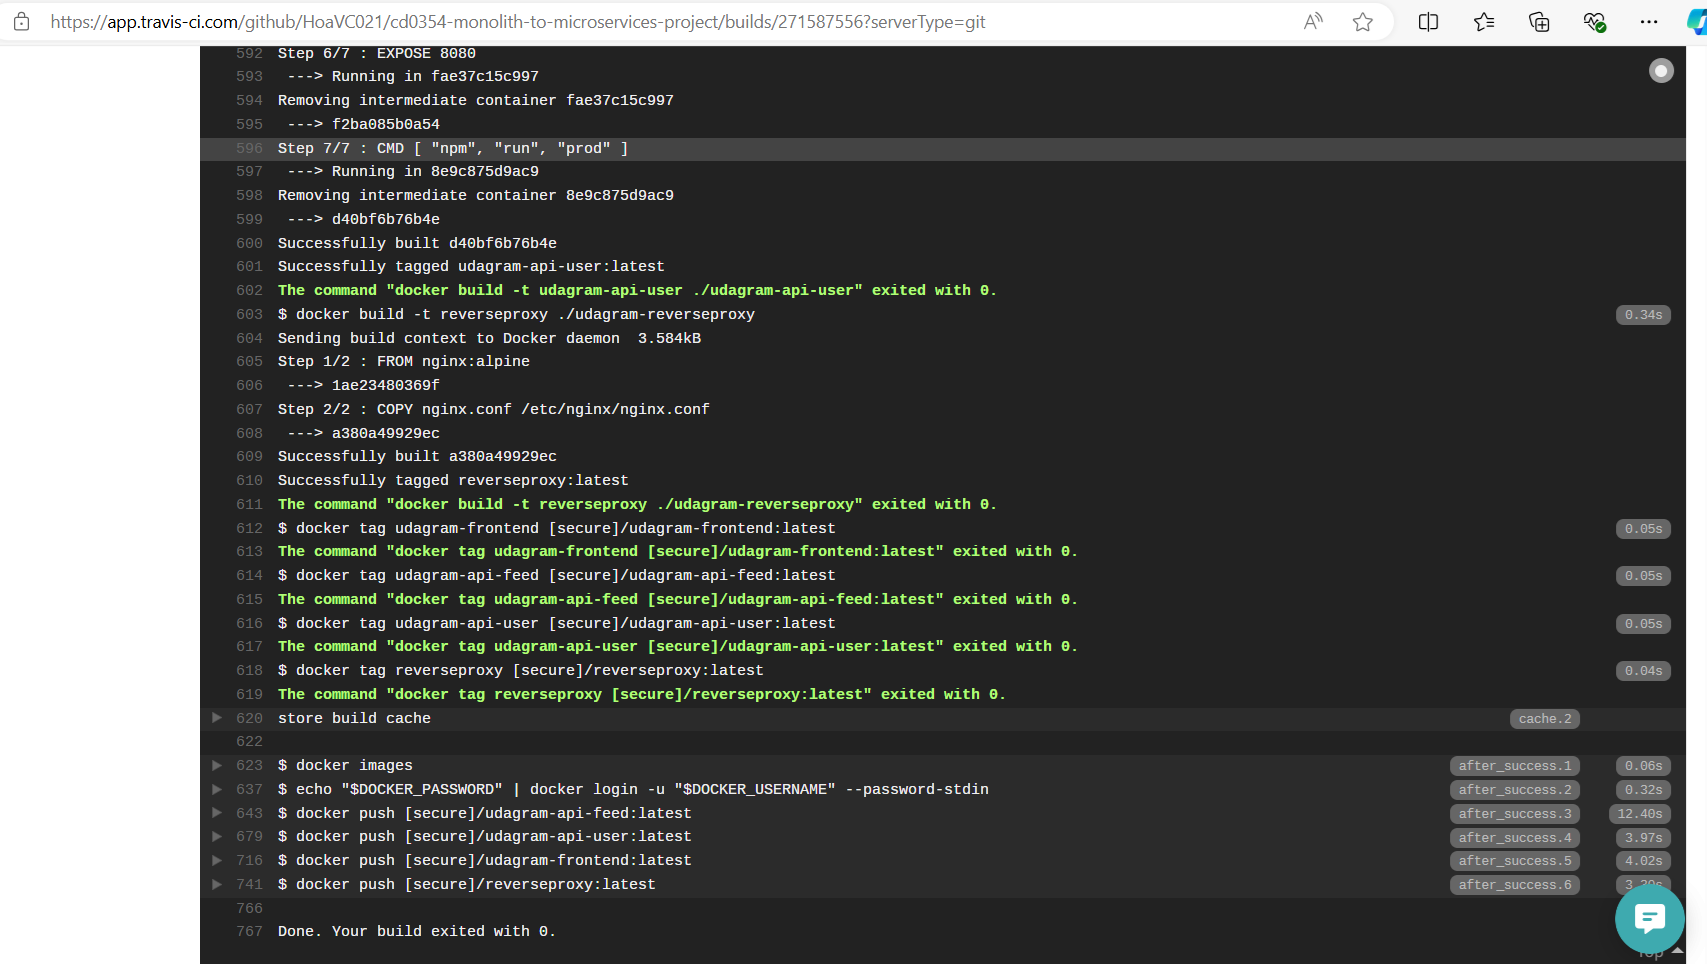 https://app.travis-ci.com/github/HoaVC021/cd0354-monolith-to-microservices-project/builds/271587556?serverType=git
592 Step 6/7 : EXPOSE 8080
593 ---> Running in fae37c15c997
594 Removing intermediate container fae37c15c997
595 ---> f2ba085b0a54
596 Step 7/7 : CMD [ "npm", "run", "prod" ]
597 ---> Running in 8e9c875d9ac9
598 Removing intermediate container 8e9c875d9ac9
599 ---> d40bf6b76b4e
600 Successfully built d40bf6b76b4e
601 Successfully tagged udagram-api-user:latest
602 The command "docker build -t udagram-api-user ./udagram-api-user" exited with 0.
603 $ docker build -t reverseproxy ./udagram-reverseproxy 0.34s
604 Sending build context to Docker daemon 3.584kB
605 Step 1/2 : FROM nginx:alpine
606 ---> 1ae23480369f
607 Step 2/2 : COPY nginx.conf /etc/nginx/nginx.conf
608 ---> a380a49929ec
609 Successfully built a380a49929ec
610 Successfully tagged reverseproxy:latest
611 The command "docker build -t reverseproxy ./udagram-reverseproxy" exited with 0.
612 $ docker tag udagram-frontend [secure]/udagram-frontend:latest 0.05s
613 The command "docker tag udagram-frontend [secure]/udagram-frontend:latest" exited with 0.
614 $ docker tag udagram-api-feed [secure]/udagram-api-feed:latest 0.05s
615 The command "docker tag udagram-api-feed [secure]/udagram-api-feed:latest" exited with 0.
616 $ docker tag udagram-api-user [secure]/udagram-api-user:latest 0.05s
617 The command "docker tag udagram-api-user [secure]/udagram-api-user:latest" exited with 0.
618 $ docker tag reverseproxy [secure]/reverseproxy:latest 0.04s
619 The command "docker tag reverseproxy [secure]/reverseproxy:latest" exited with 0.
620 store build cache cache.2
622
623 $ docker images after_success.1 0.06s
637 $ echo "$DOCKER_PASSWORD" | docker login -u "$DOCKER_USERNAME" --password-stdin after_success.2 0.32s
643 $ docker push [secure]/udagram-api-feed:latest after_success.3 12.40s
679 $ docker push [secure]/udagram-api-user:latest after_success.4 3.97s
716 $ docker push [secure]/udagram-frontend:latest after_success.5 4.02s
741 $ docker push [secure]/reverseproxy:latest after_success.6
766
767 Done. Your build exited with 0.
Top